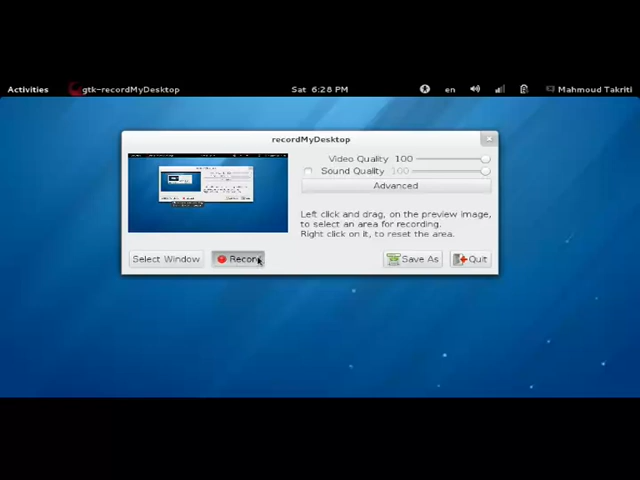 Activities gtk-recordMyDesktop Sat 6:28 PM en Mahmoud Takriti
recordMyDesktop
Video Quality 100
Sound Quality 100
Advanced
Left click and drag, on the preview image,
to select an area for recording.
Right click on it, to reset the area.
Select Window Record Save As Quit